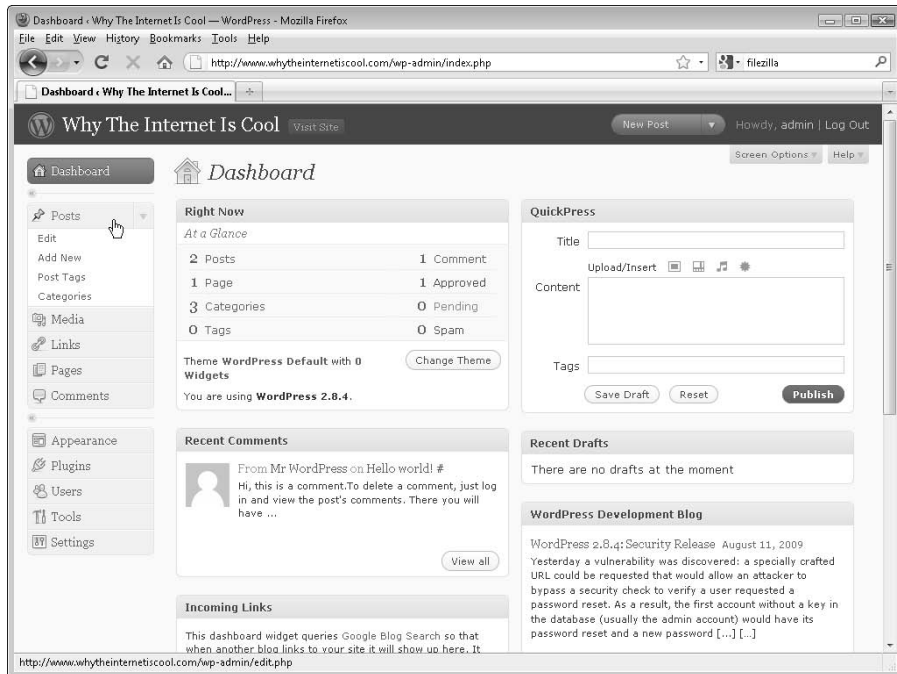 Dashboard ‹ Why The Internet Is Cool — WordPress - Mozilla Firefox
File Edit View History Bookmarks Tools Help
http://www.whytheinternetiscool.com/wp-admin/index.php
filezilla
Dashboard ‹ Why The Internet Is Cool...
Why The Internet Is Cool Visit Site
New Post Howdy, admin | Log Out
Screen Options Help
Dashboard
Posts
Edit
Add New
Post Tags
Categories
Media
Links
Pages
Comments
Appearance
Plugins
Users
Tools
Settings
Dashboard
Right Now
At a Glance
2 Posts 1 Comment
1 Page 1 Approved
3 Categories 0 Pending
0 Tags 0 Spam
Theme WordPress Default with 0
Widgets
Change Theme
You are using WordPress 2.8.4.
Recent Comments
From Mr WordPress on Hello world! #
Hi, this is a comment.To delete a comment, just log
in and view the post's comments. There you will
have ...
View all
Incoming Links
This dashboard widget queries Google Blog Search so that
when another blog links to your site it will show up here. It
QuickPress
Title
Upload/Insert
Content
Tags
Save Draft Reset Publish
Recent Drafts
There are no drafts at the moment
WordPress Development Blog
WordPress 2.8.4: Security Release August 11, 2009
Yesterday a vulnerability was discovered: a specially crafted
URL could be requested that would allow an attacker to
bypass a security check to verify a user requested a
password reset. As a result, the first account without a key in
the database (usually the admin account) would have its
password reset and a new password [...] [...]
http://www.whytheinternetiscool.com/wp-admin/edit.php